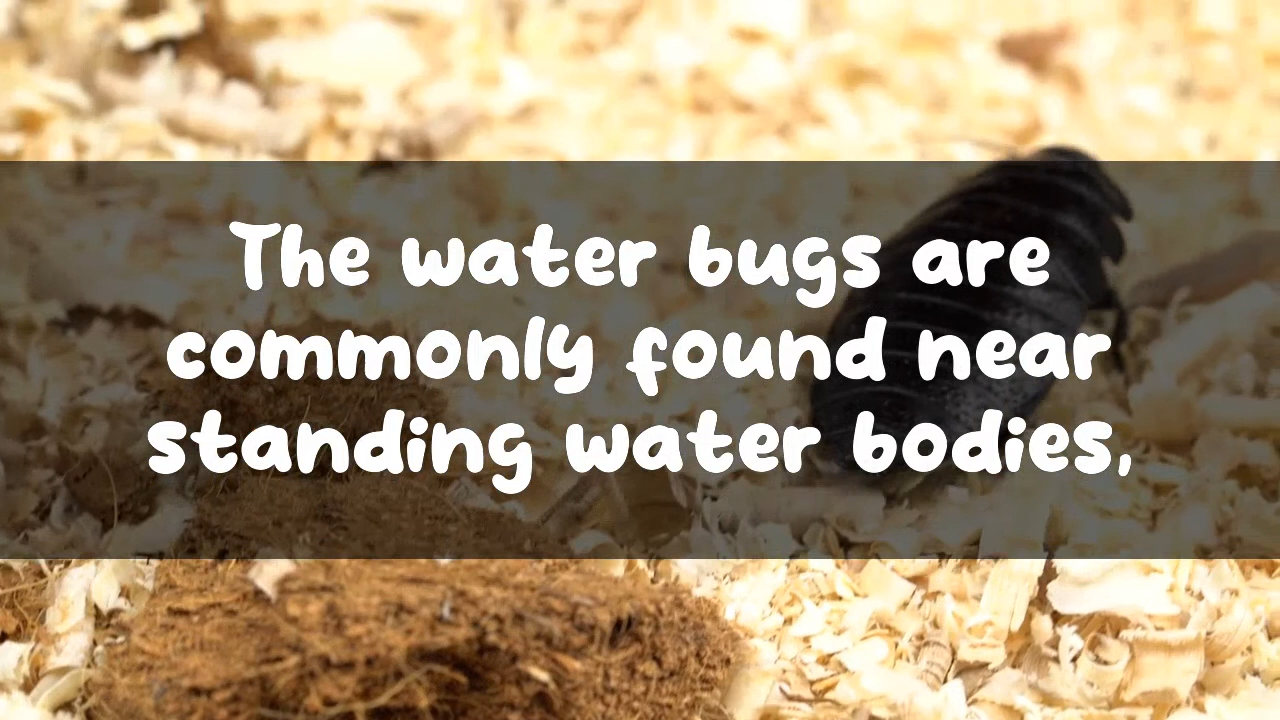 The water bugs are
commonly found near
standing water bodies,